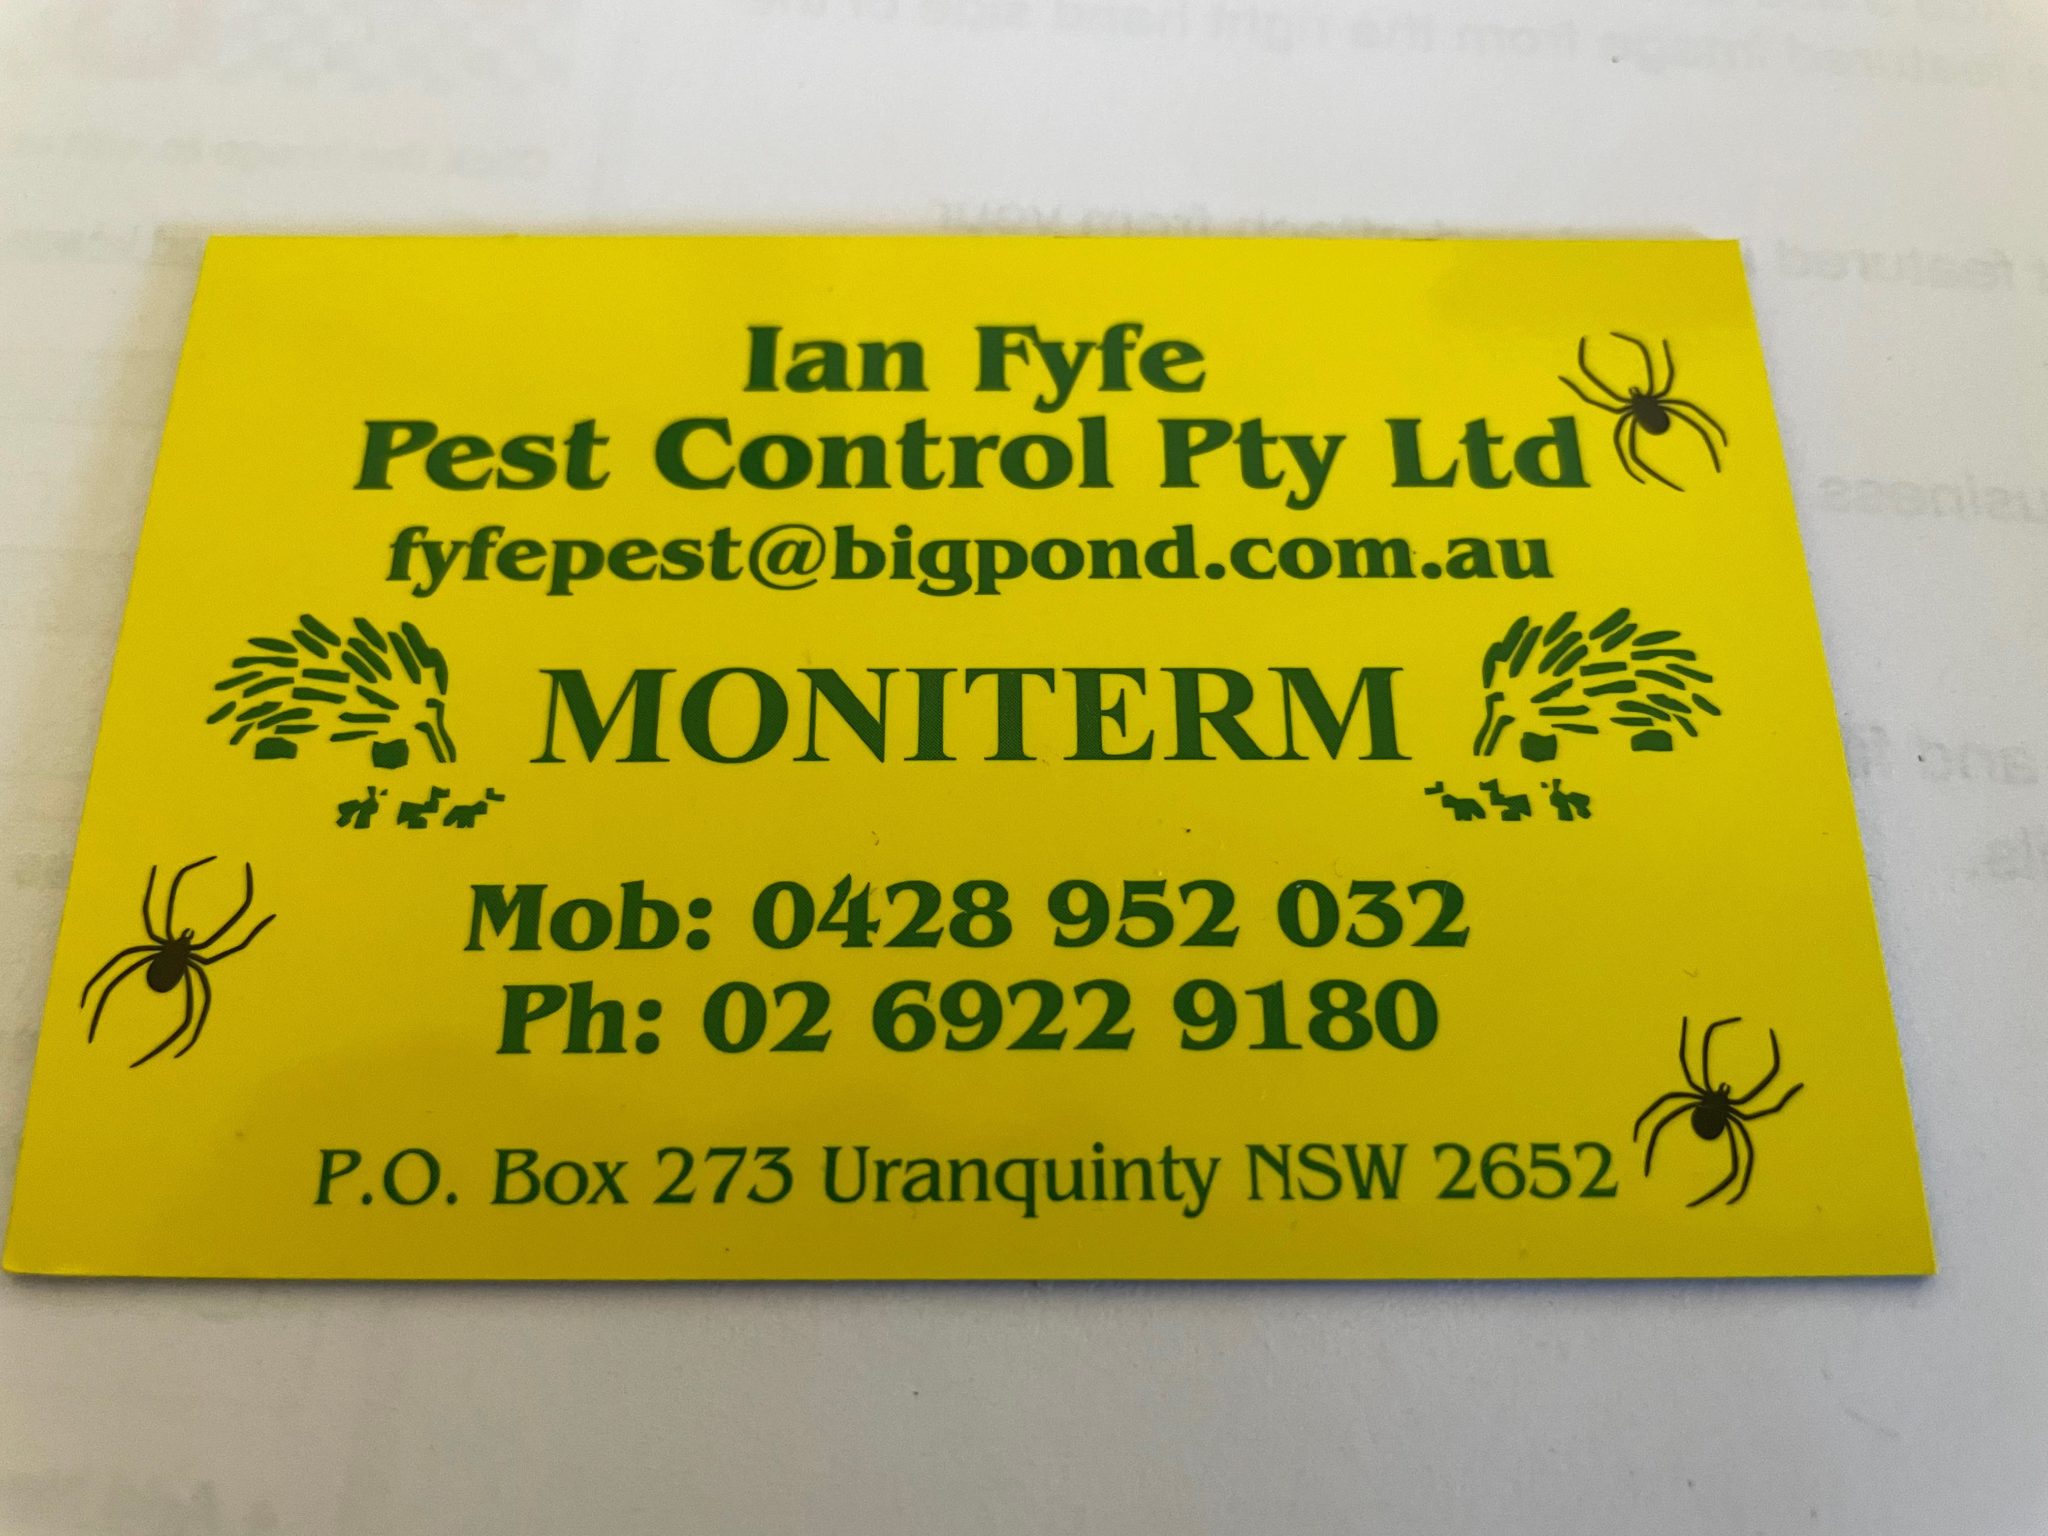 Ian Fyfe
Pest Control Pty Ltd
fyfepest@bigpond.com.au
MONITERM
Mob: 0428 952 032
Ph: 02 6922 9180
P.O. Box 273 Uranquinty NSW 2652